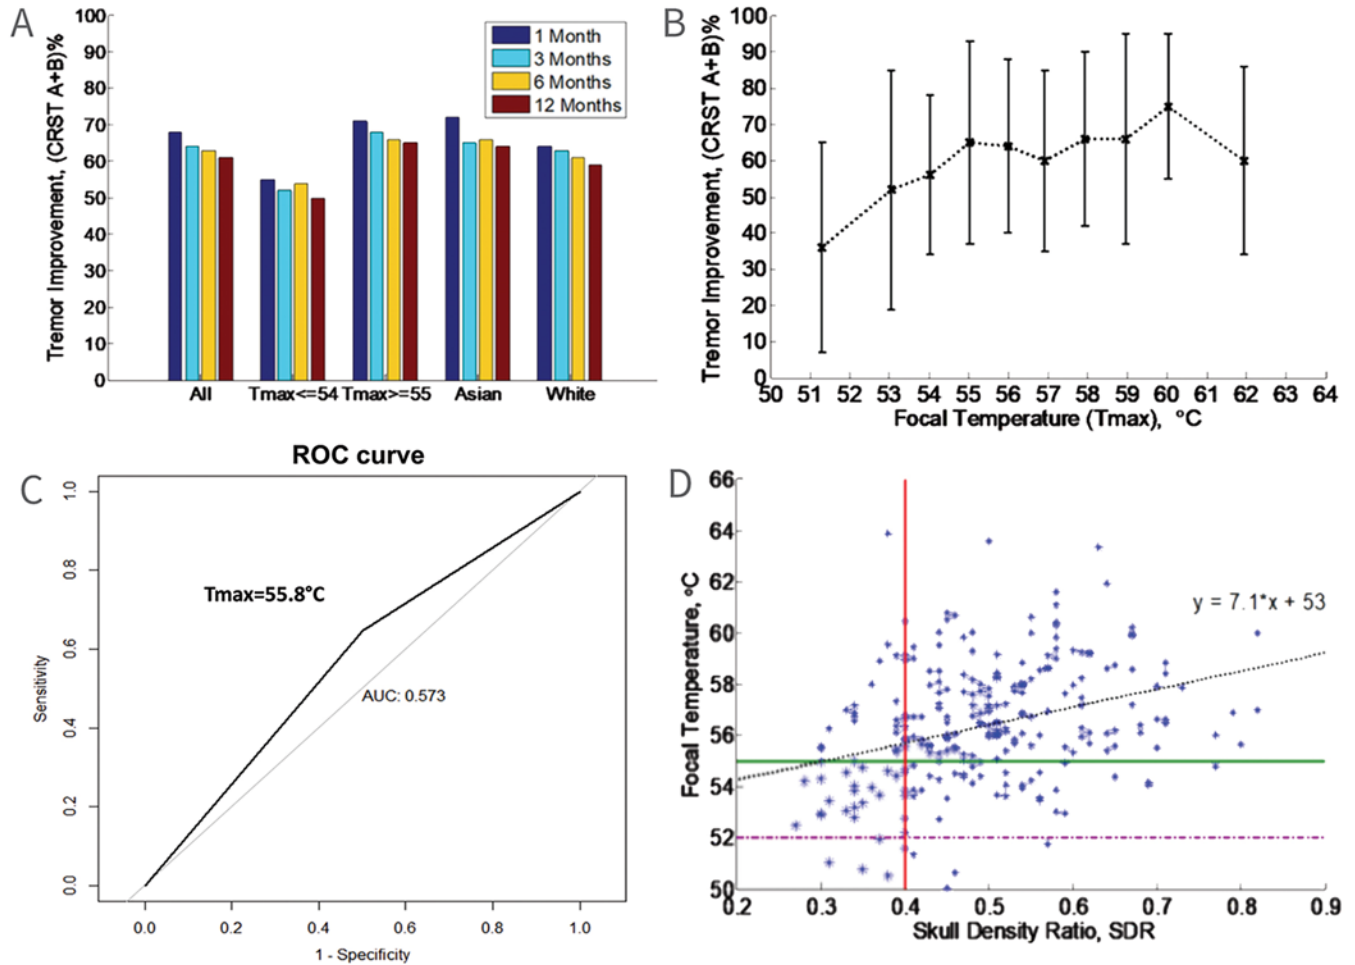 A
Tremor Improvement, (CRST A+B)%
100
90
80
70
60
50
40
30
20
10
0
1 Month
3 Months
6 Months
12 Months
All Tmax<=54 Tmax>=55 Asian White
B
Tremor Improvement, (CRST A+B)%
100
90
80
70
60
50
40
30
20
10
0
50 51 52 53 54 55 56 57 58 59 60 61 62 63 64
Focal Temperature (Tmax), °C
C
ROC curve
Sensitivity
1.0
0.8
0.6
0.4
0.2
0.0
Tmax=55.8°C
AUC: 0.573
0.0 0.2 0.4 0.6 0.8 1.0
1 - Specificity
D
Focal Temperature, °C
66
64
62
60
58
56
54
52
50
y = 7.1*x + 53
0.2 0.3 0.4 0.5 0.6 0.7 0.8 0.9
Skull Density Ratio, SDR